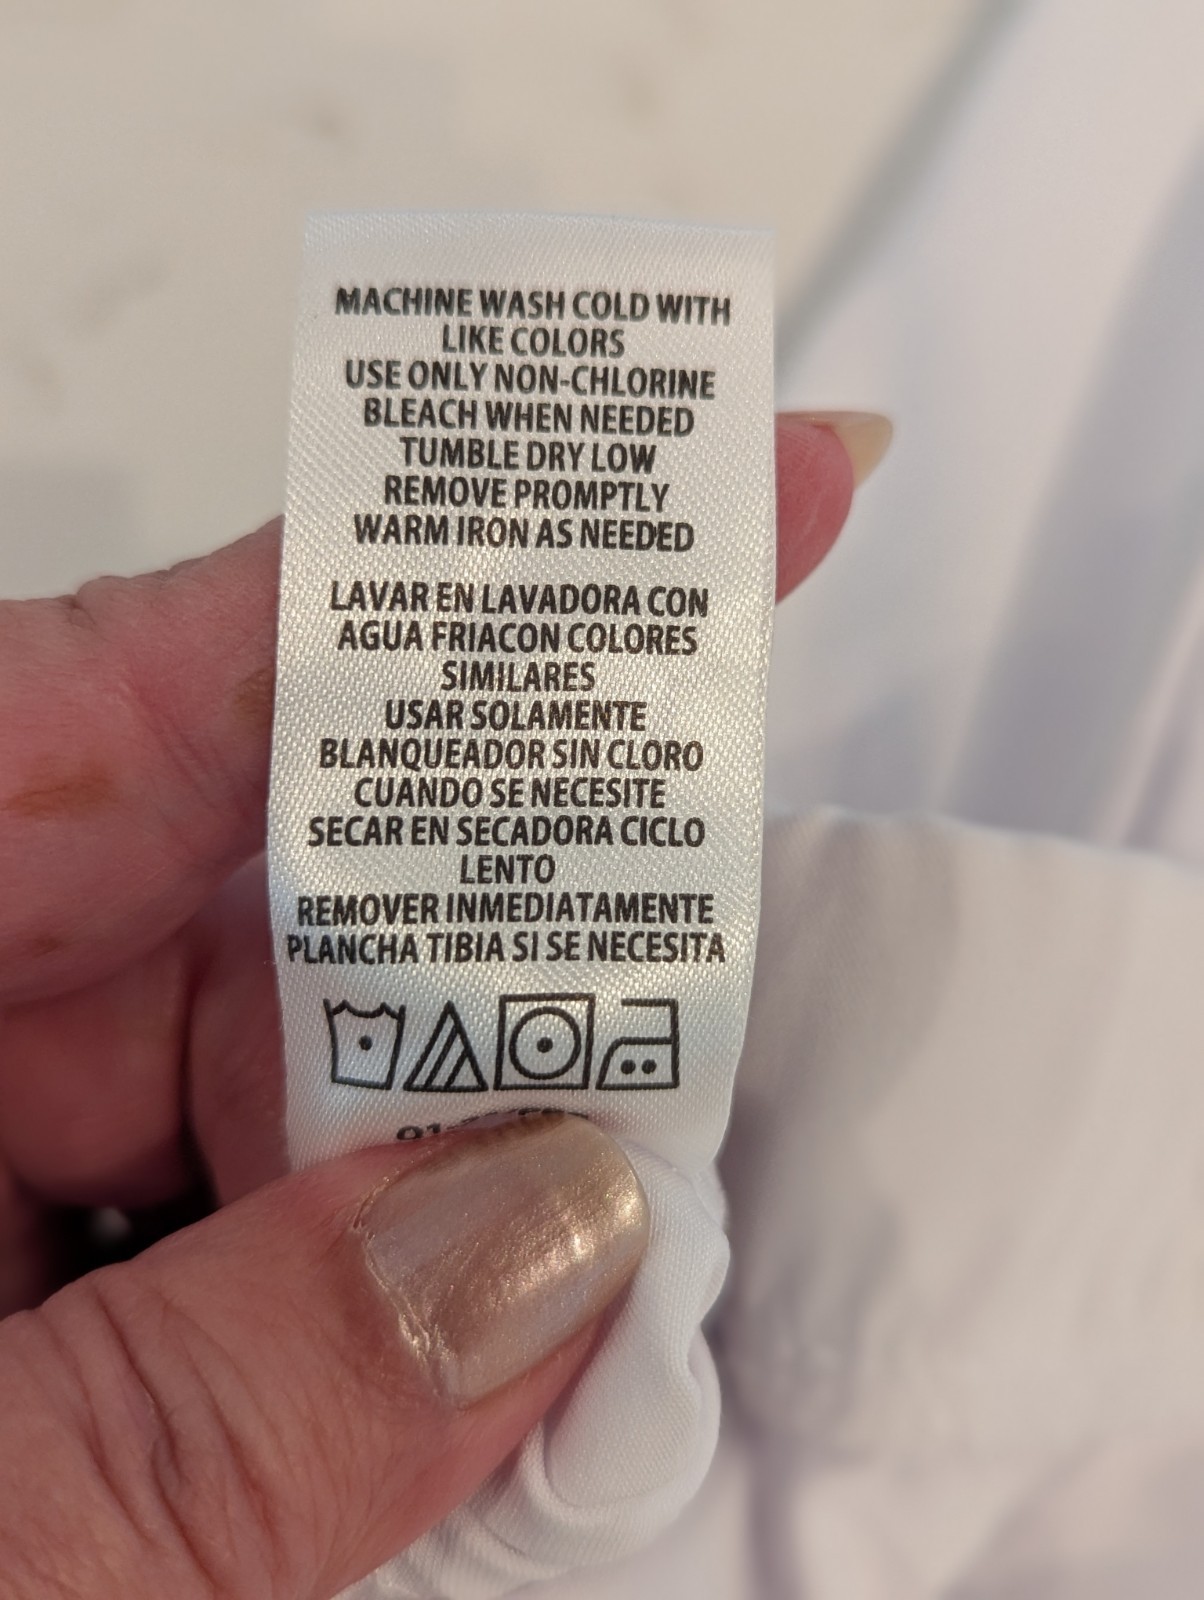 MACHINE WASH COLD WITH
LIKE COLORS
USE ONLY NON-CHLORINE
BLEACH WHEN NEEDED
TUMBLE DRY LOW
REMOVE PROMPTLY
WARM IRON AS NEEDED
LAVAR EN LAVADORA CON
AGUA FRIACON COLORES
SIMILARES
USAR SOLAMENTE
BLANQUEADOR SIN CLORO
CUANDO SE NECESITE
SECAR EN SECADORA CICLO
LENTO
REMOVER INMEDIATAMENTE
PLANCHA TIBIA SI SE NECESITA